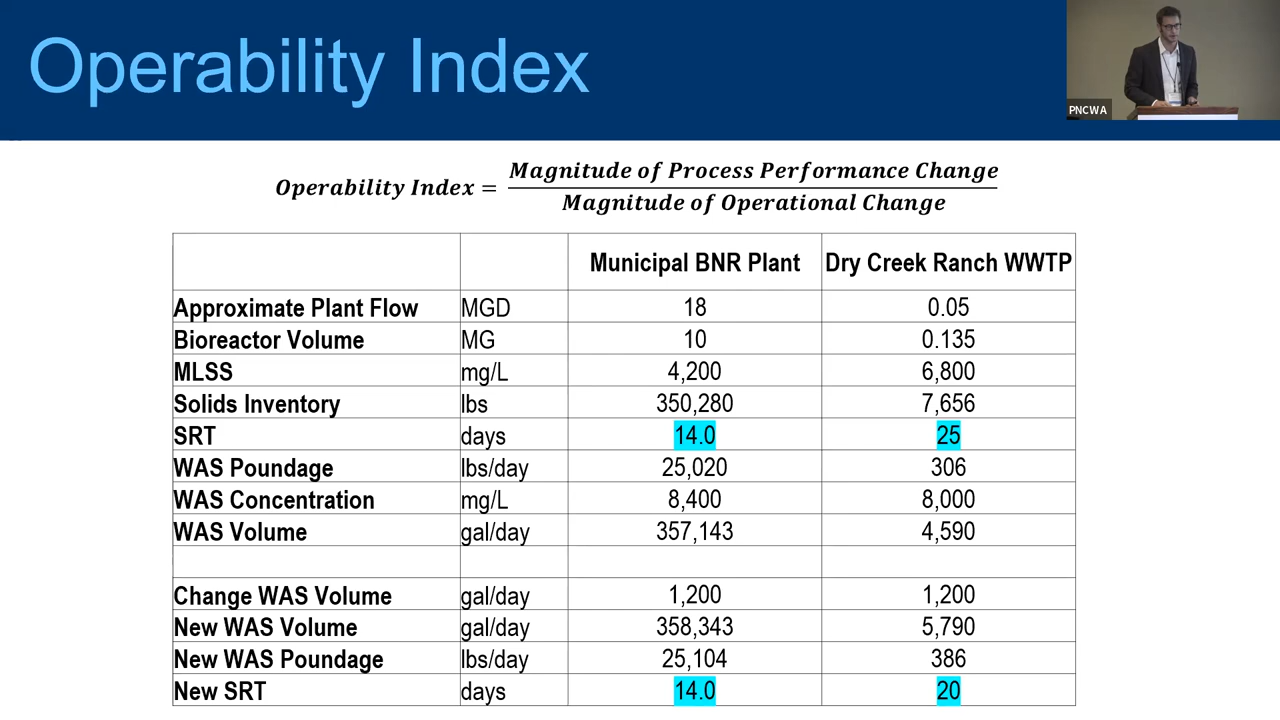 Operability Index
PNCWA
Operability Index = Magnitude of Process Performance Change / Magnitude of Operational Change
Municipal BNR Plant Dry Creek Ranch WWTP
Approximate Plant Flow MGD 18 0.05
Bioreactor Volume MG 10 0.135
MLSS mg/L 4,200 6,800
Solids Inventory lbs 350,280 7,656
SRT days 14.0 25
WAS Poundage lbs/day 25,020 306
WAS Concentration mg/L 8,400 8,000
WAS Volume gal/day 357,143 4,590
Change WAS Volume gal/day 1,200 1,200
New WAS Volume gal/day 358,343 5,790
New WAS Poundage lbs/day 25,104 386
New SRT days 14.0 20